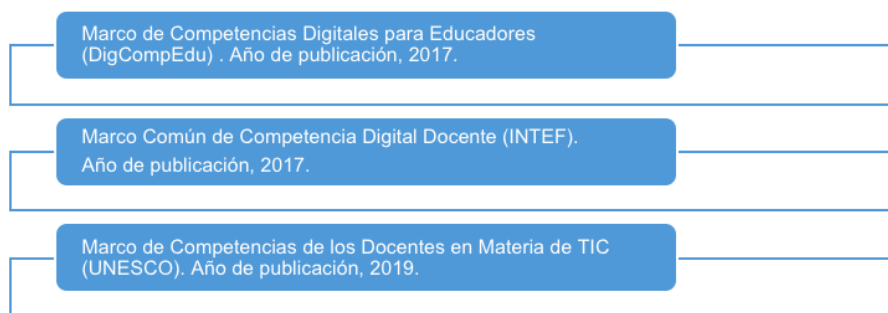 Marco de Competencias Digitales para Educadores
(DigCompEdu) . Año de publicación, 2017.
Marco Común de Competencia Digital Docente (INTEF).
Año de publicación, 2017.
Marco de Competencias de los Docentes en Materia de TIC
(UNESCO). Año de publicación, 2019.